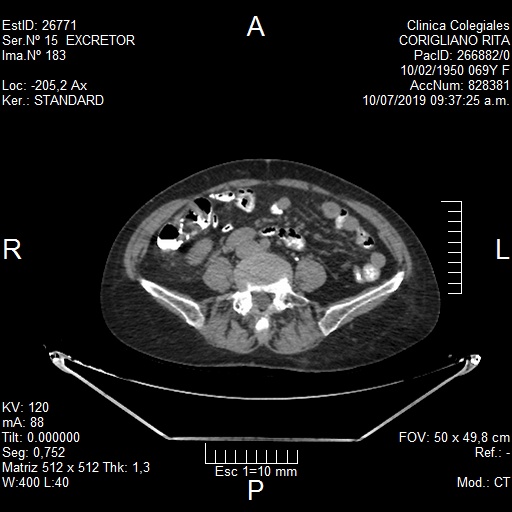 EstID: 26771
Ser.Nº 15 EXCRETOR
Ima.Nº 183
Loc: -205,2 Ax
Ker.: STANDARD
A
Clinica Colegiales
CORIGLIANO RITA
PacID: 266882/0
10/02/1950 069Y F
AccNum: 828381
10/07/2019 09:37:25 a.m.
R
L
KV: 120
mA: 88
Tilt: 0.000000
Seg: 0,752
Matriz 512 x 512 Thk: 1,3
W:400 L:40
Esc 1=10 mm
P
FOV: 50 x 49,8 cm
Ref.: -
Mod.: CT